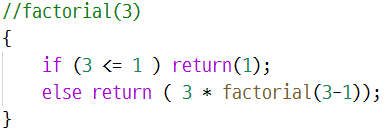 //factorial(3)
{
    if (3 <= 1 ) return(1);
    else return ( 3 * factorial(3-1));
}